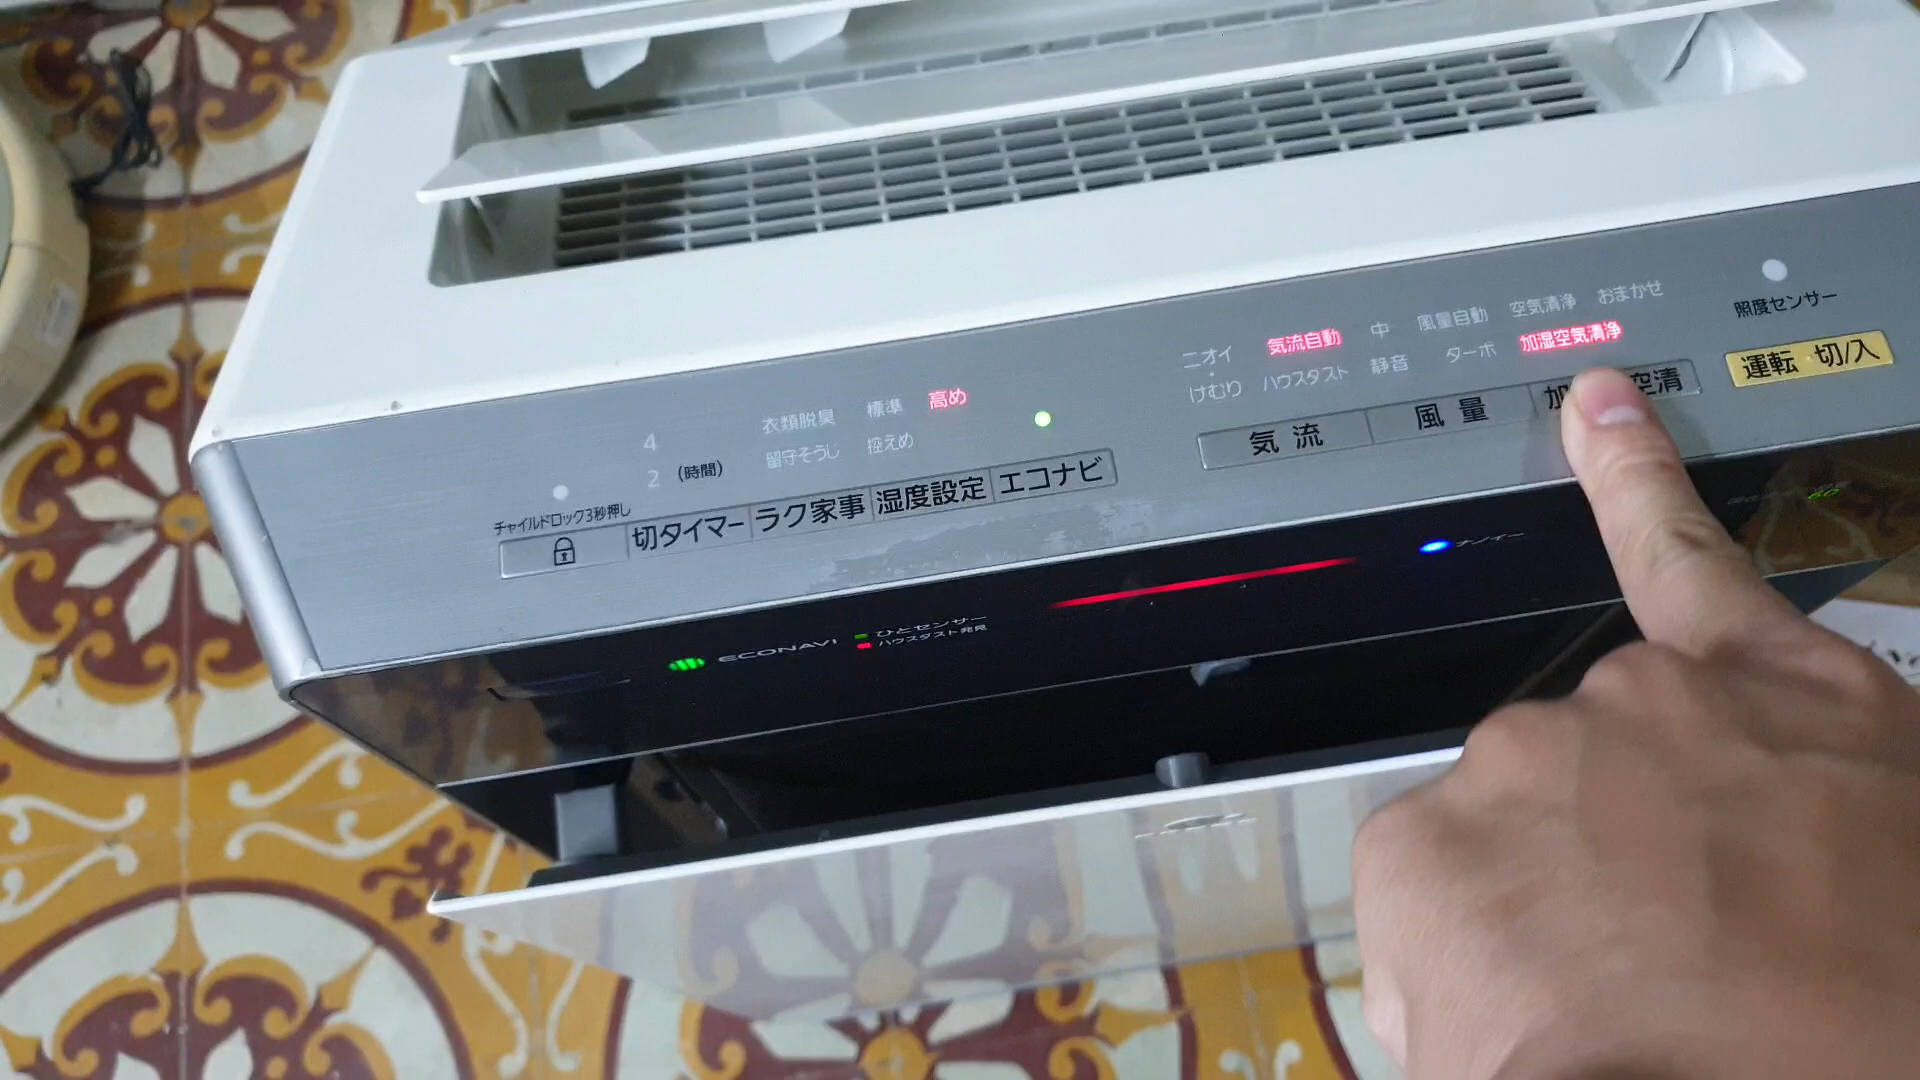 おまかせ
空気清浄
加湿空気清浄
風量自動
ターボ
中
静音
気流自動
ハウスダスト
ニオイ
・
けむり
照度センサー
運転 切/入
空清
風量
気流
高め
標準
控えめ
衣類脱臭
留守そうじ
4
2 (時間)
チャイルドロック3秒押し
切タイマー
ラク家事
湿度設定
エコナビ
ECONAVI
ひとセンサー
ハウスダスト発見
ナノイー